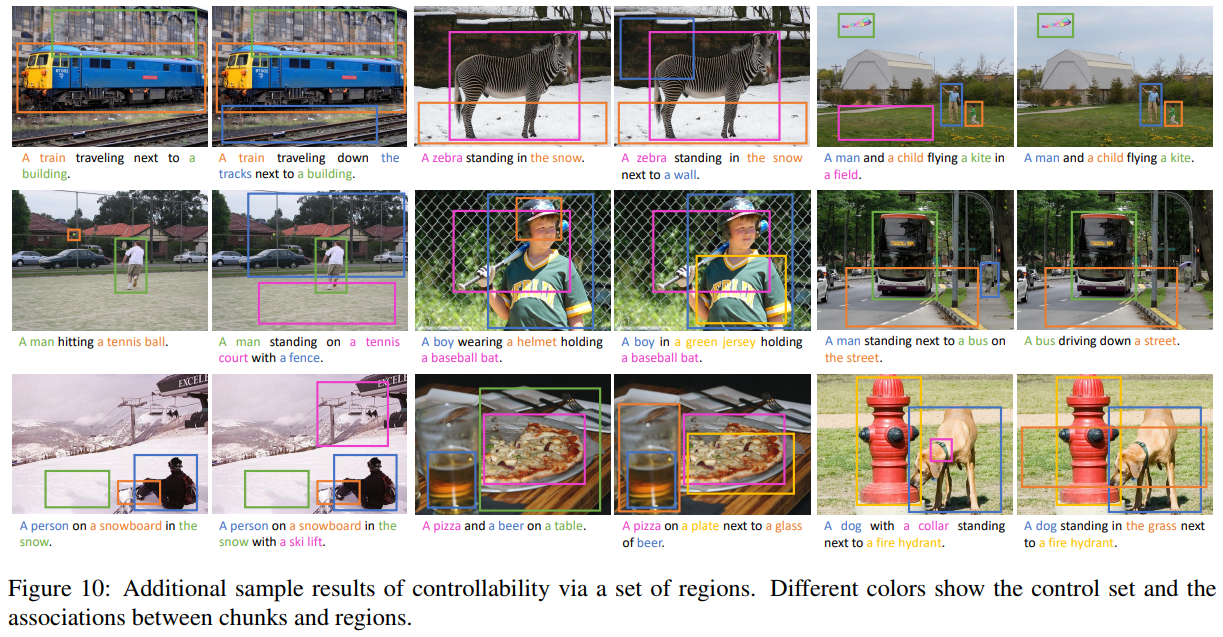 A train traveling next to a
building.
A train traveling down the
tracks next to a building.
A zebra standing in the snow.
A zebra standing in the snow
next to a wall.
A man and a child flying a kite in
a field.
A man and a child flying a kite.
A man hitting a tennis ball.
A man standing on a tennis
court with a fence.
A boy wearing a helmet holding
a baseball bat.
A boy in a green jersey holding
a baseball bat.
A man standing next to a bus on
the street.
A bus driving down a street.
EXCELE
EXCELE
A person on a snowboard in the
snow.
A person on a snowboard in the
snow with a ski lift.
A pizza and a beer on a table.
A pizza on a plate next to a glass
of beer.
A dog with a collar standing
next to a fire hydrant.
A dog standing in the grass next
to a fire hydrant.
Figure 10: Additional sample results of controllability via a set of regions. Different colors show the control set and the
associations between chunks and regions.